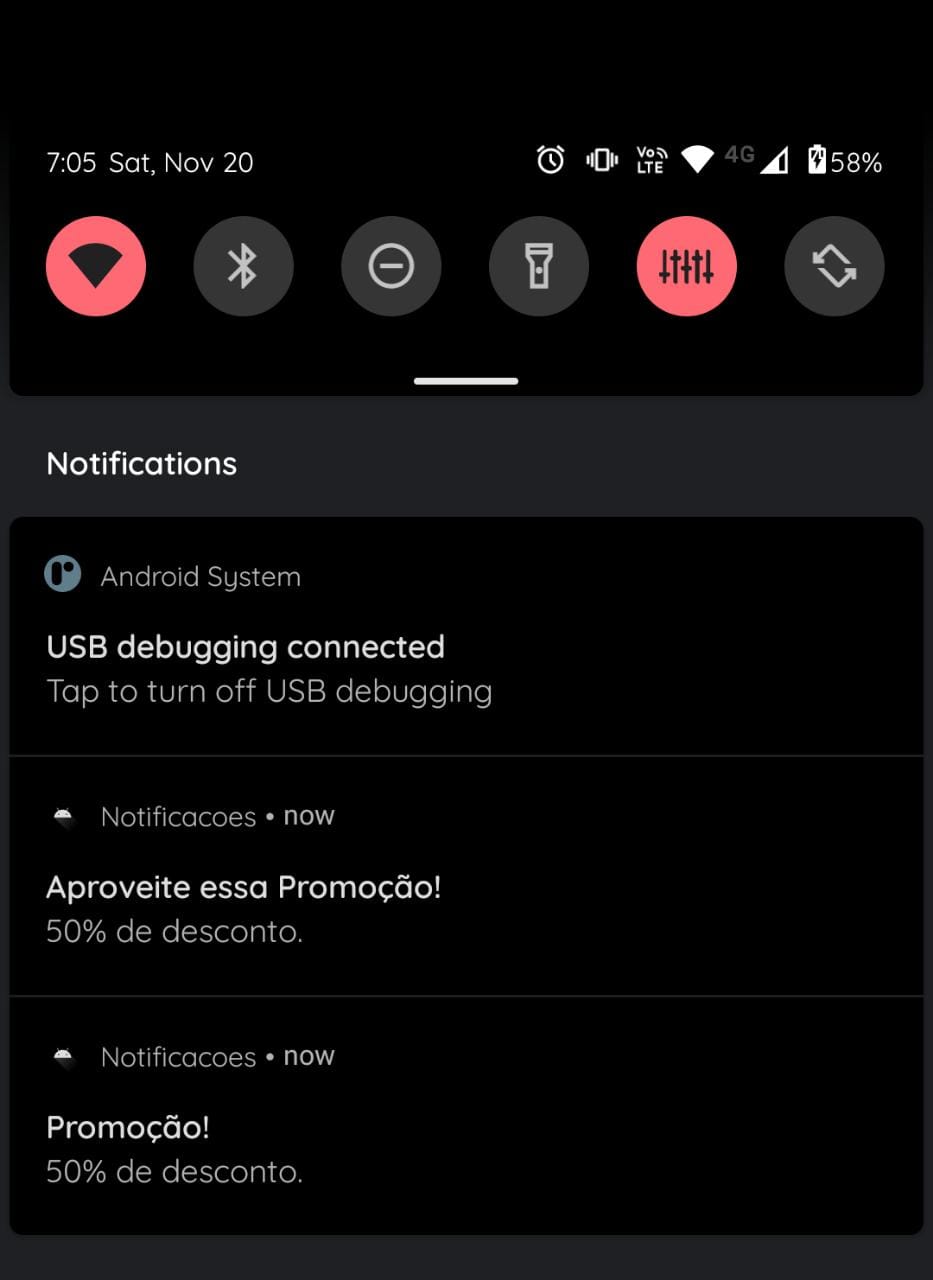 7:05 Sat, Nov 20 Vo LTE 4G 58%
Notifications
Android System
USB debugging connected
Tap to turn off USB debugging
Notificacoes • now
Aproveite essa Promoção!
50% de desconto.
Notificacoes • now
Promoção!
50% de desconto.